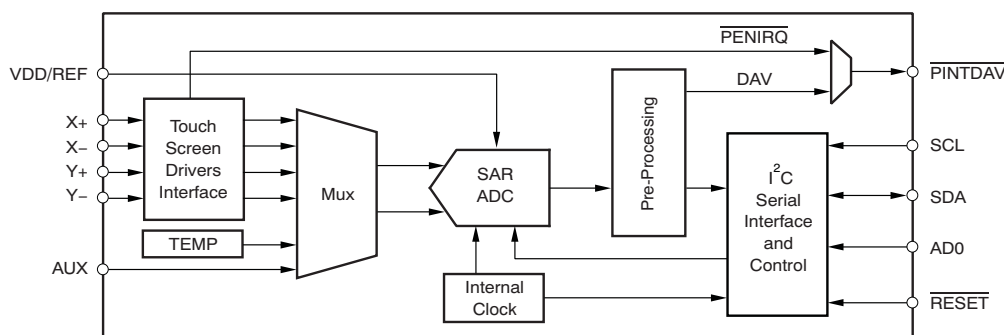 PENIRQ
VDD/REF
DAV
PINTDAV
X+
X–
Y+
Y–
Touch
Screen
Drivers
Interface
Mux
SAR
ADC
Pre-Processing
I²C
Serial
Interface
and
Control
SCL
SDA
AD0
RESET
TEMP
AUX
Internal
Clock